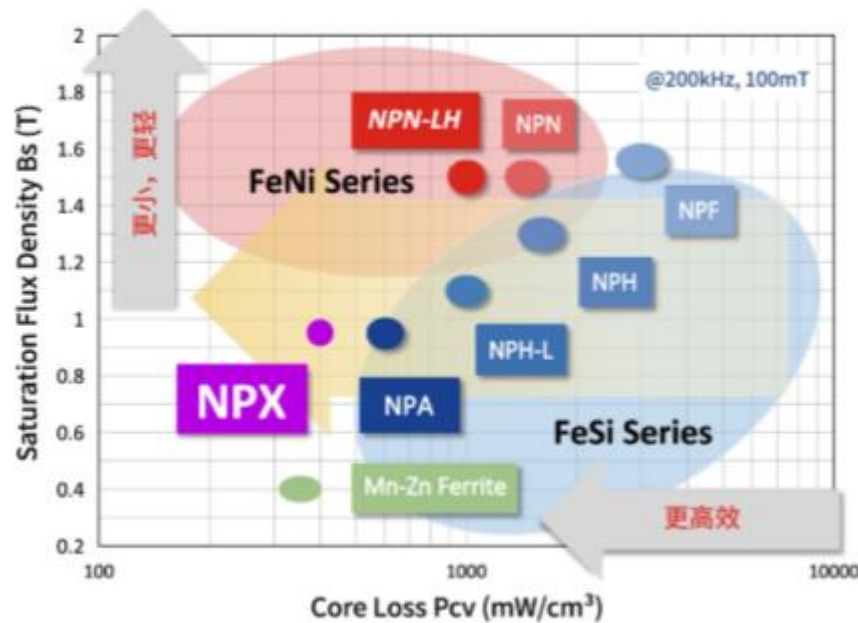 Saturation Flux Density Bs (T)
2
1.8
1.6
1.4
1.2
1
0.8
0.6
0.4
0.2
更小，更轻
@200kHz, 100mT
NPN-LH
NPN
FeNi Series
NPF
NPH
NPH-L
NPX
NPA
FeSi Series
Mn-Zn Ferrite
更高效
100
1000
10000
Core Loss Pcv (mW/cm³)